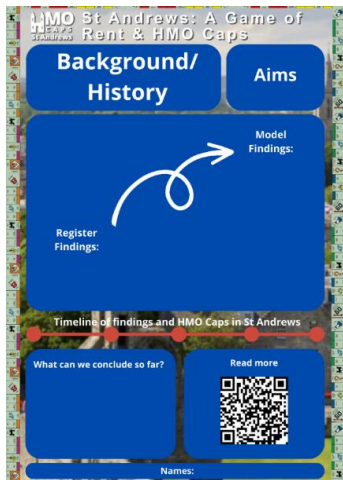 HMO
CAPS
St Andrews
St Andrews: A Game of
Rent & HMO Caps
Background/
History
Aims
Model
Findings:
Register
Findings:
Timeline of findings and HMO Caps in St Andrews
What can we conclude so far?
Read more
Names: